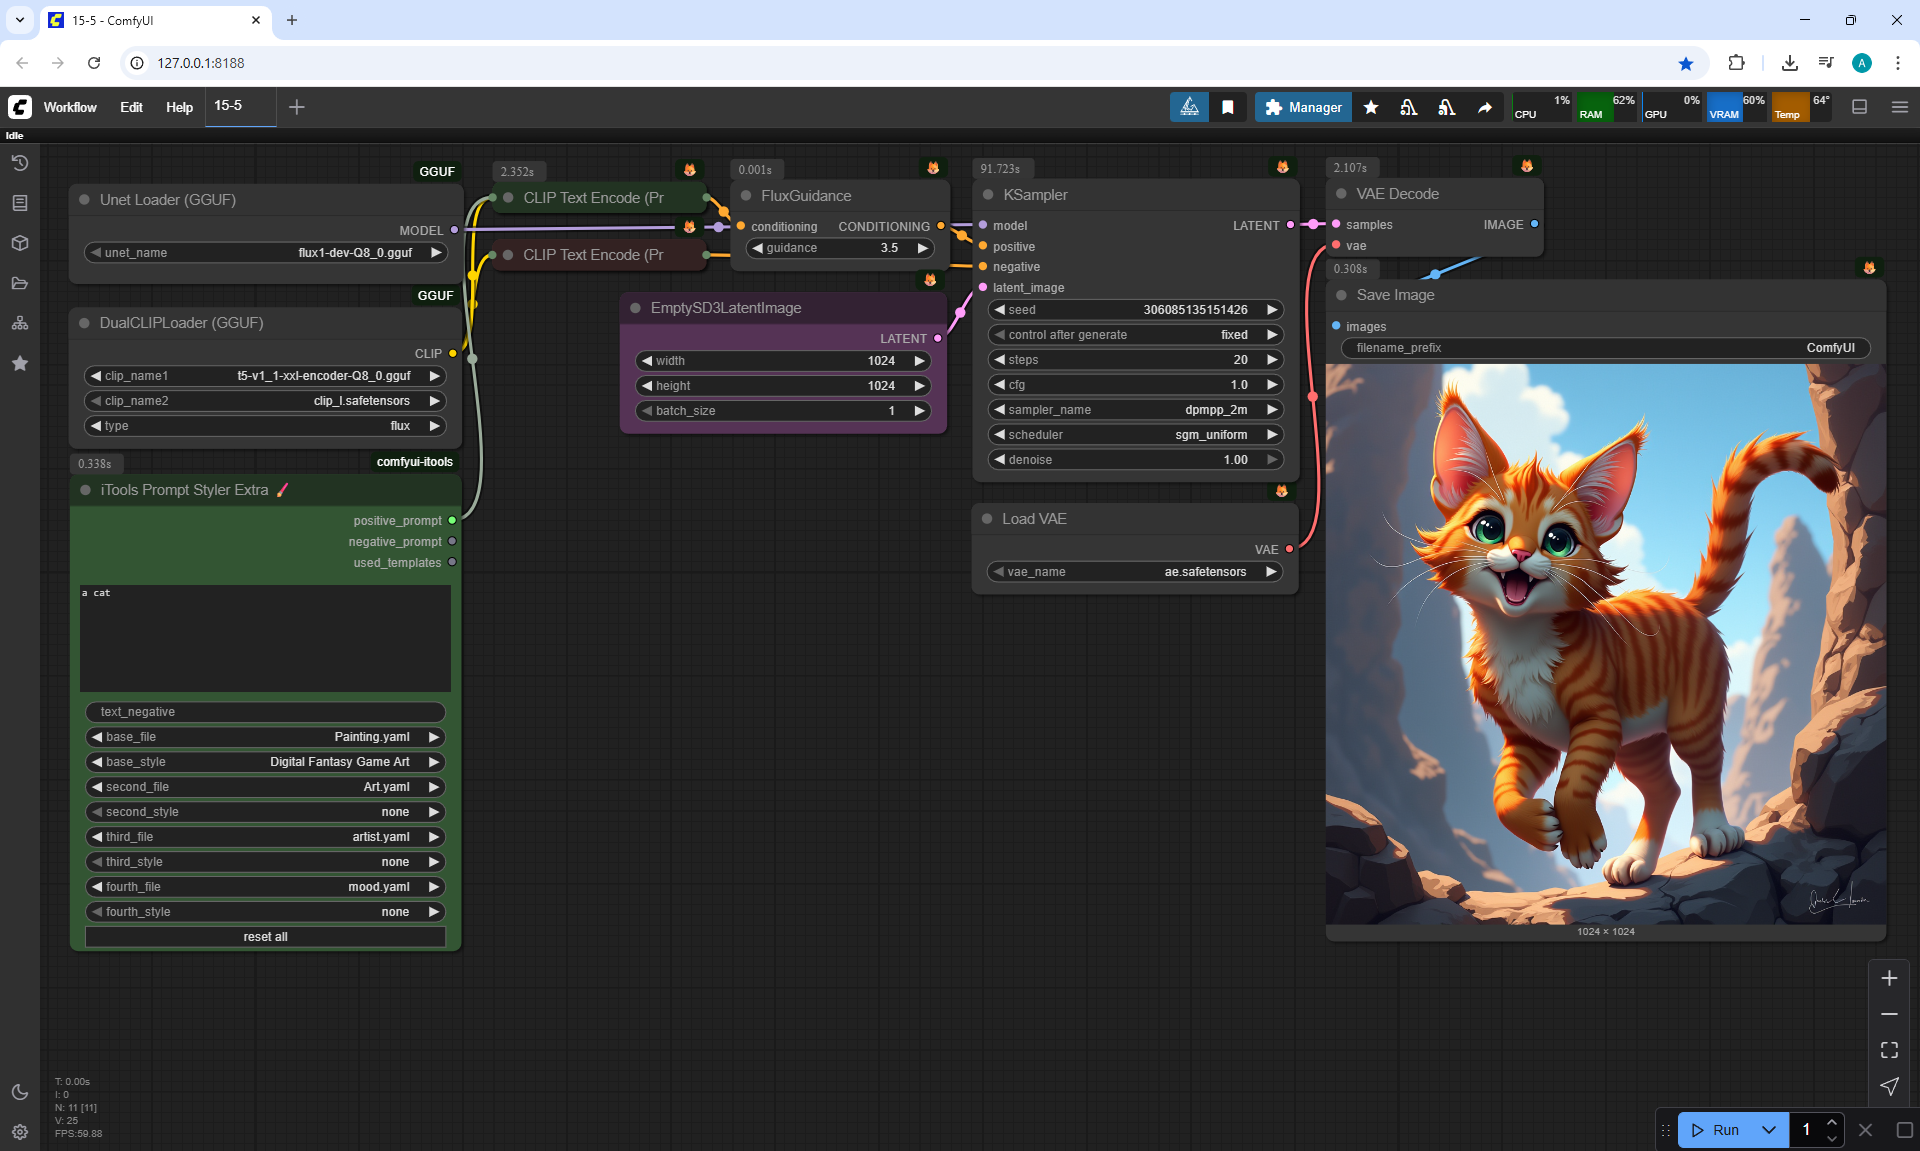 15-5 - ComfyUI
127.0.0.1:8188
Workflow Edit Help 15-5
Manager
CPU 1% RAM 62% GPU 0% VRAM 60% Temp 64°
Idle
GGUF
Unet Loader (GGUF)
MODEL
unet_name flux1-dev-Q8_0.gguf
GGUF
DualCLIPLoader (GGUF)
CLIP
clip_name1 t5-v1_1-xxl-encoder-Q8_0.gguf
clip_name2 clip_l.safetensors
type flux
0.338s comfyui-itools
iTools Prompt Styler Extra
positive_prompt
negative_prompt
used_templates
a cat
text_negative
base_file Painting.yaml
base_style Digital Fantasy Game Art
second_file Art.yaml
second_style none
third_file artist.yaml
third_style none
fourth_file mood.yaml
fourth_style none
reset all
2.352s
CLIP Text Encode (Pr
CLIP Text Encode (Pr
0.001s
FluxGuidance
conditioning CONDITIONING
guidance 3.5
EmptySD3LatentImage
LATENT
width 1024
height 1024
batch_size 1
91.723s
KSampler
model LATENT
positive
negative
latent_image
seed 306085135151426
control after generate fixed
steps 20
cfg 1.0
sampler_name dpmpp_2m
scheduler sgm_uniform
denoise 1.00
Load VAE
VAE
vae_name ae.safetensors
2.107s
VAE Decode
samples IMAGE
vae
0.308s
Save Image
images
filename_prefix ComfyUI
1024 × 1024
T: 0.00s
I: 0
N: 11 [11]
V: 25
FPS:59.88
Run 1
A